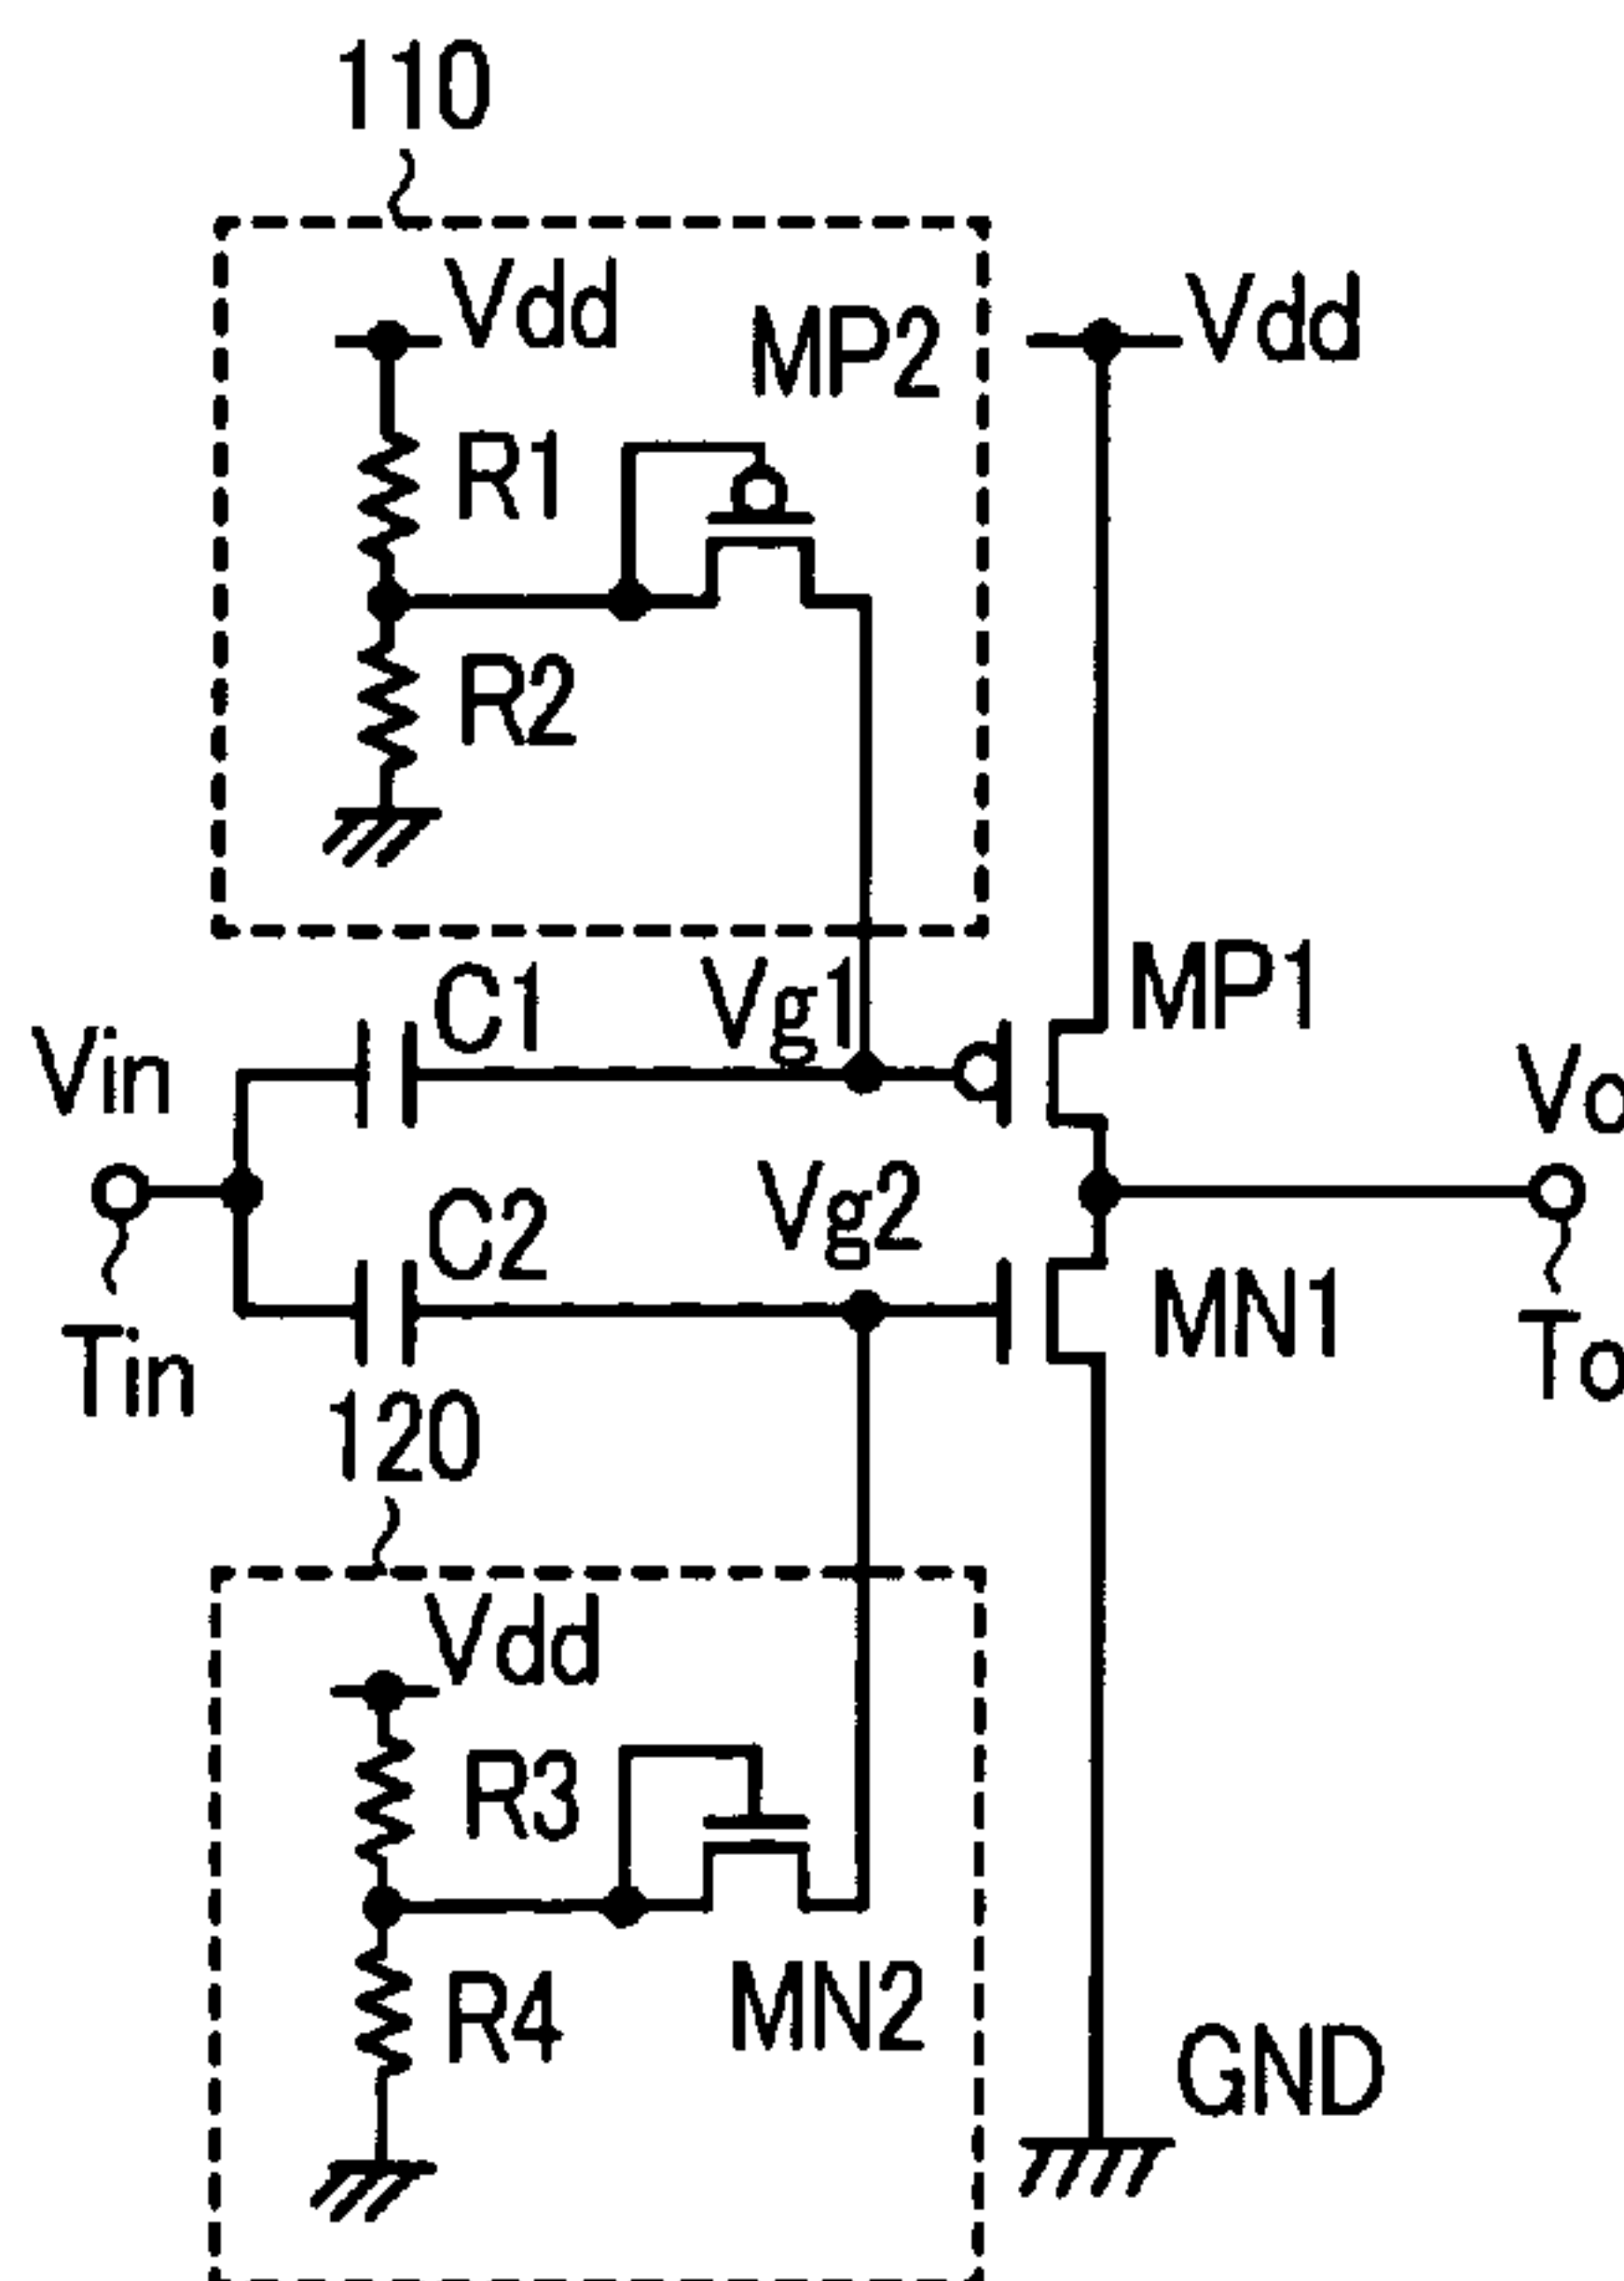 110
Vdd
MP2
Vdd
R1
R2
C1
Vg1
MP1
Vin
Vo
C2
Vg2
MN1
Tin
To
120
Vdd
R3
R4
MN2
GND